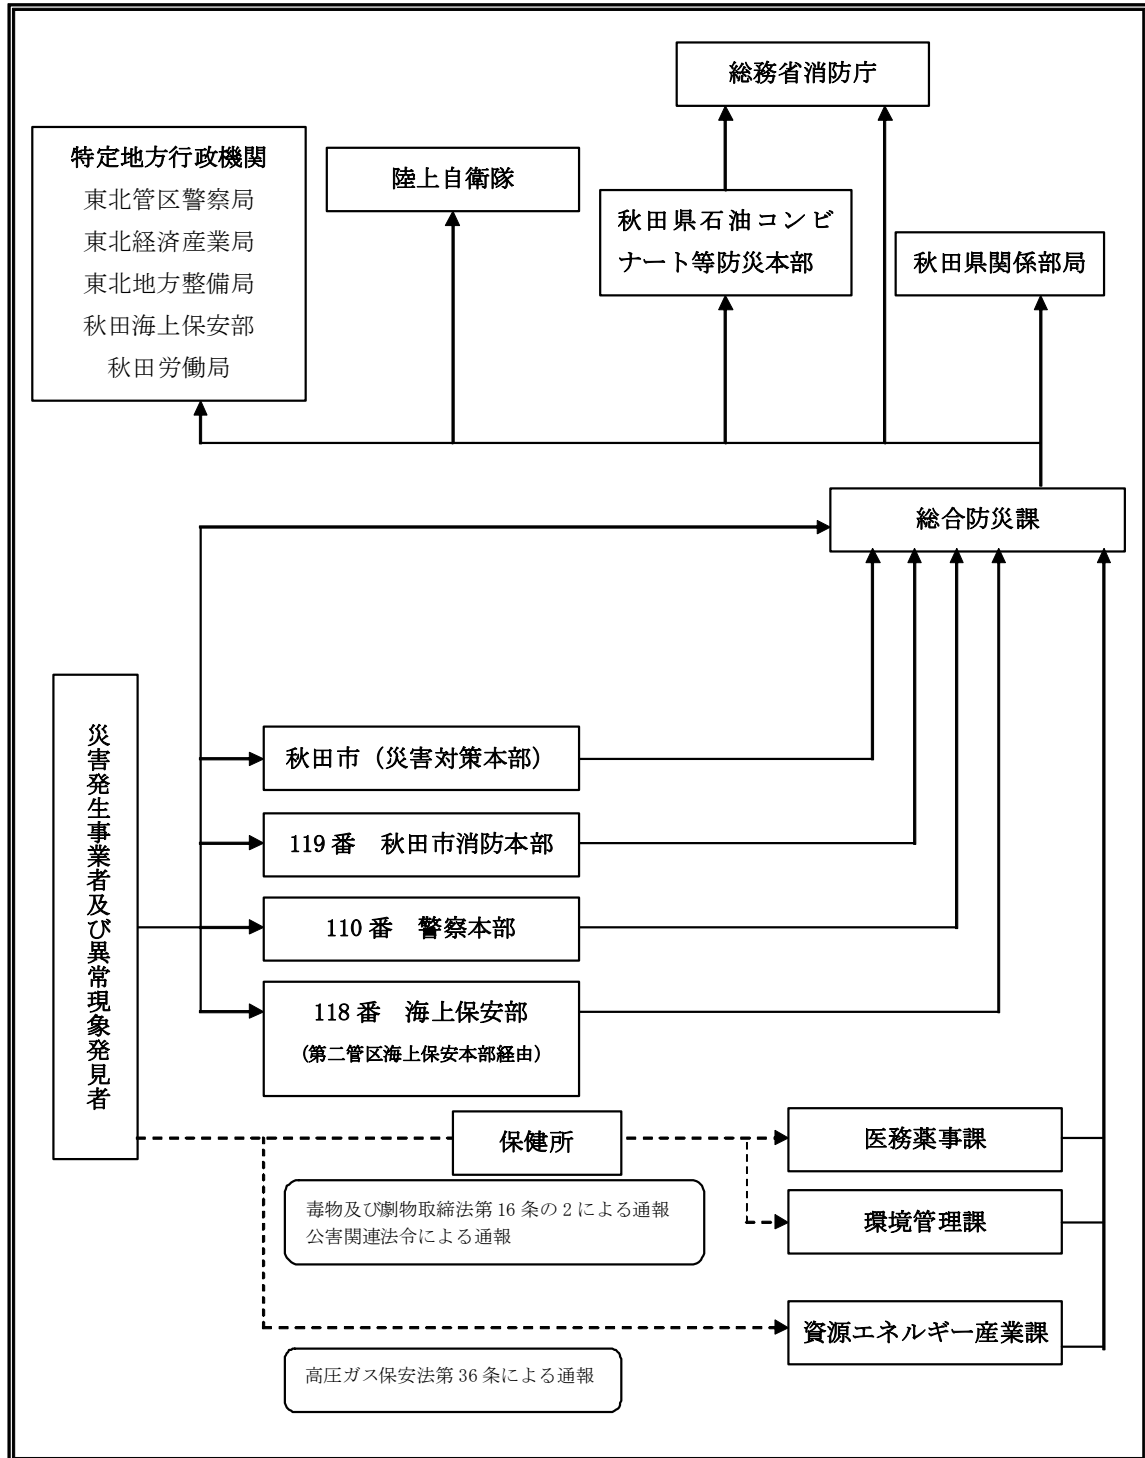 総務省消防庁
特定地方行政機関
東北管区警察局
東北経済産業局
東北地方整備局
秋田海上保安部
秋田労働局
陸上自衛隊
秋田県石油コンビ
ナート等防災本部
秋田県関係部局
総合防災課
災害発生事業者及び異常現象発見者
秋田市（災害対策本部）
119番　秋田市消防本部
110番　警察本部
118番　海上保安部
（第二管区海上保安本部経由）
保健所
医務薬事課
毒物及び劇物取締法第16条の2による通報
公害関連法令による通報
環境管理課
資源エネルギー産業課
高圧ガス保安法第36条による通報